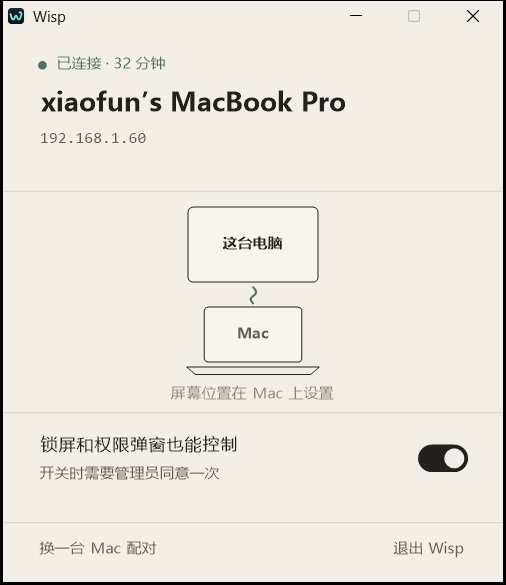 Wisp
已连接 · 32 分钟
xiaofun’s MacBook Pro
192.168.1.60
这台电脑
Mac
屏幕位置在 Mac 上设置
锁屏和权限弹窗也能控制
开关时需要管理员同意一次
换一台 Mac 配对
退出 Wisp